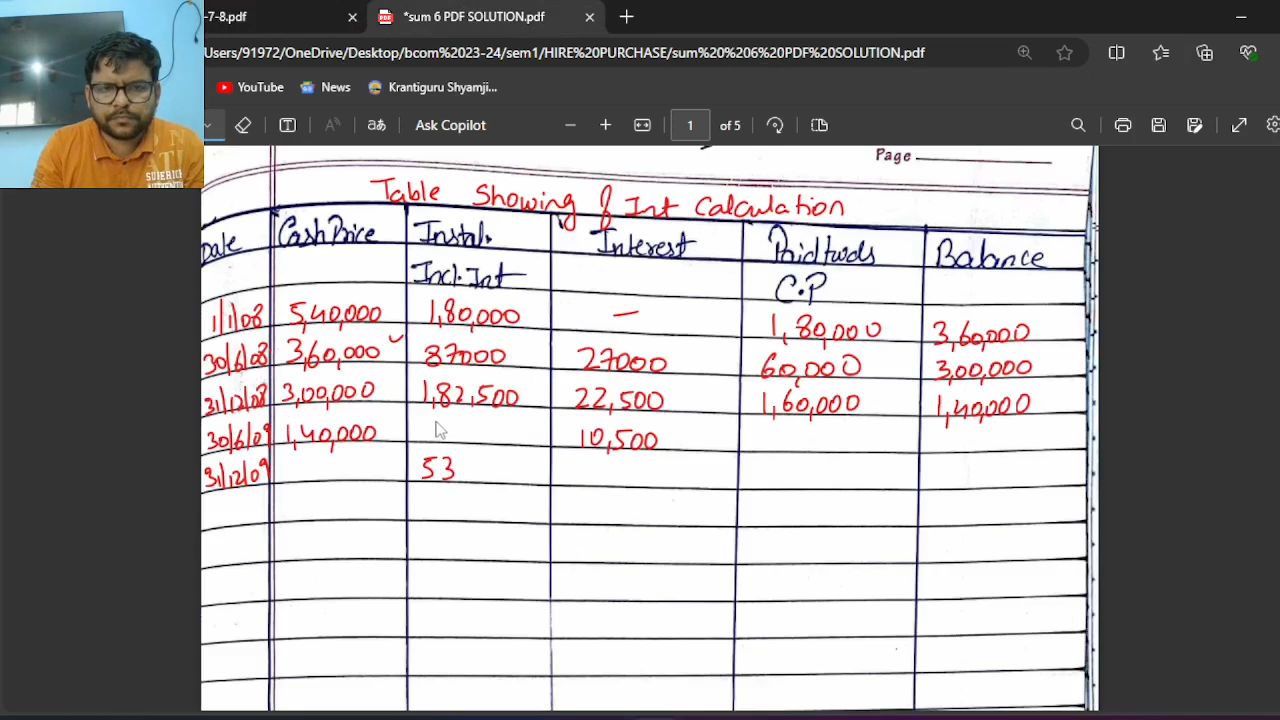 -7-8.pdf
*sum 6 PDF SOLUTION.pdf
Users/91972/OneDrive/Desktop/bcom%2023-24/sem1/HIRE%20PURCHASE/sum%20%206%20PDF%20SOLUTION.pdf
YouTube News Krantiguru Shyamji...
Ask Copilot 1 of 5
Page
Table Showing of Int Calculation
Date Cash Price Instal. Interest Paid twds Balance
Incl. Int C.P
1/1/08 5,40,000 1,80,000 — 1,80,000 3,60,000
30/6/08 3,60,000 87000 27000 60,000 3,00,000
31/12/08 3,00,000 1,82,500 22,500 1,60,000 1,40,000
30/6/09 1,40,000 10,500
31/12/09 53